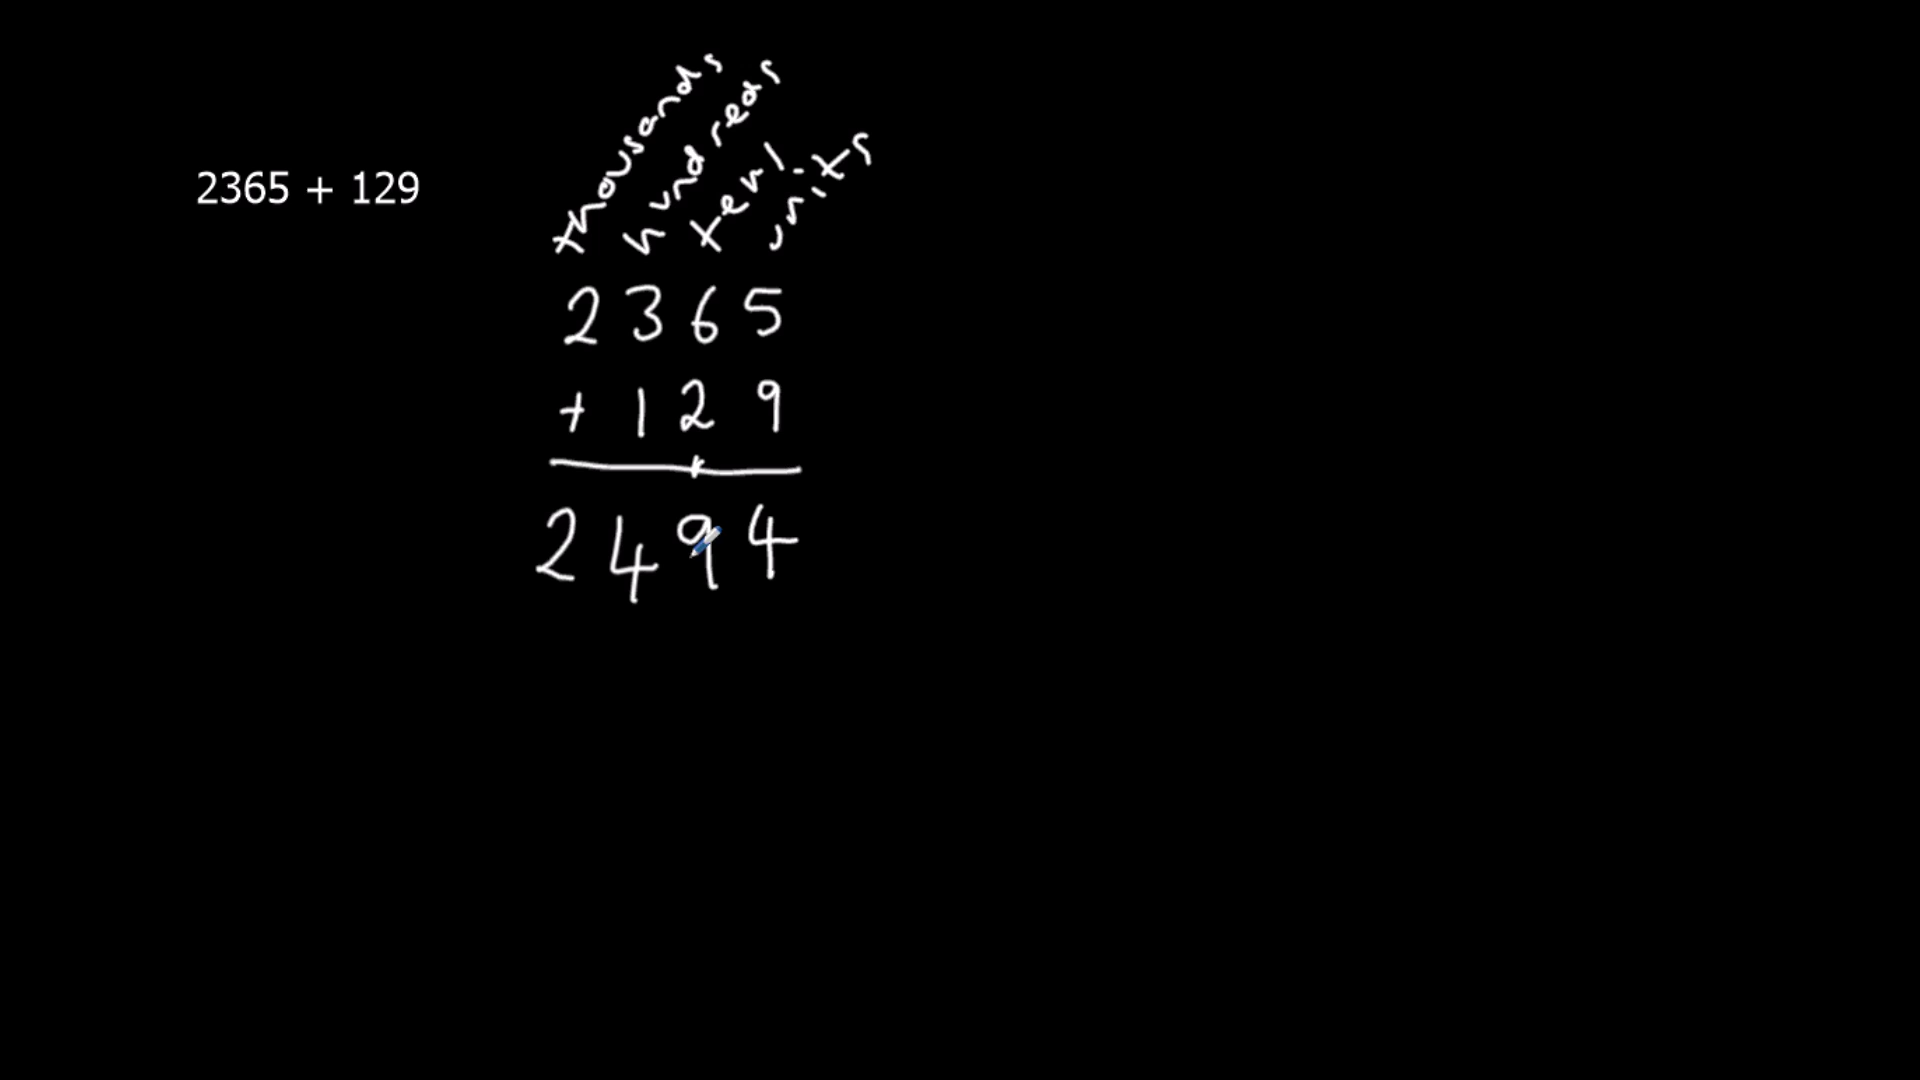 thousands hundreds tens units
2365 + 129
2365
+ 129
2494